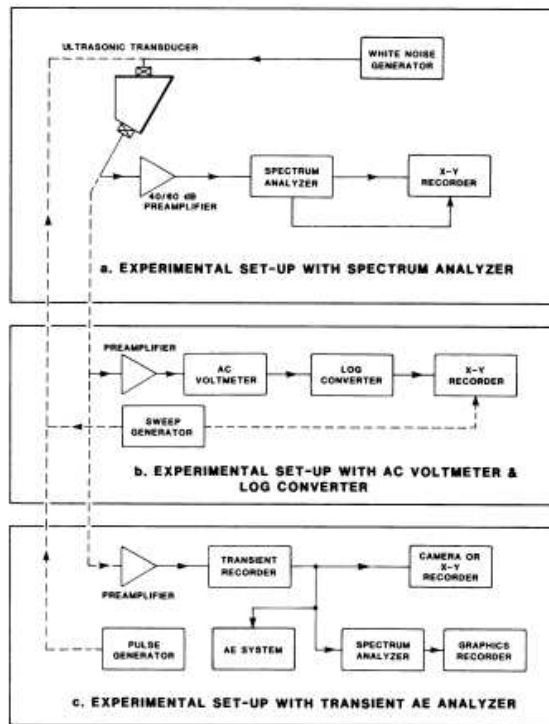 ULTRASONIC TRANSDUCER
WHITE NOISE
GENERATOR
40/60 dB
PREAMPLIFIER
SPECTRUM
ANALYZER
X-Y
RECORDER
a. EXPERIMENTAL SET-UP WITH SPECTRUM ANALYZER
PREAMPLIFIER
AC
VOLTMETER
LOG
CONVERTER
X-Y
RECORDER
SWEEP
GENERATOR
b. EXPERIMENTAL SET-UP WITH AC VOLTMETER &
LOG CONVERTER
PREAMPLIFIER
TRANSIENT
RECORDER
CAMERA OR
X-Y
RECORDER
PULSE
GENERATOR
AE SYSTEM
SPECTRUM
ANALYZER
GRAPHICS
RECORDER
c. EXPERIMENTAL SET-UP WITH TRANSIENT AE ANALYZER